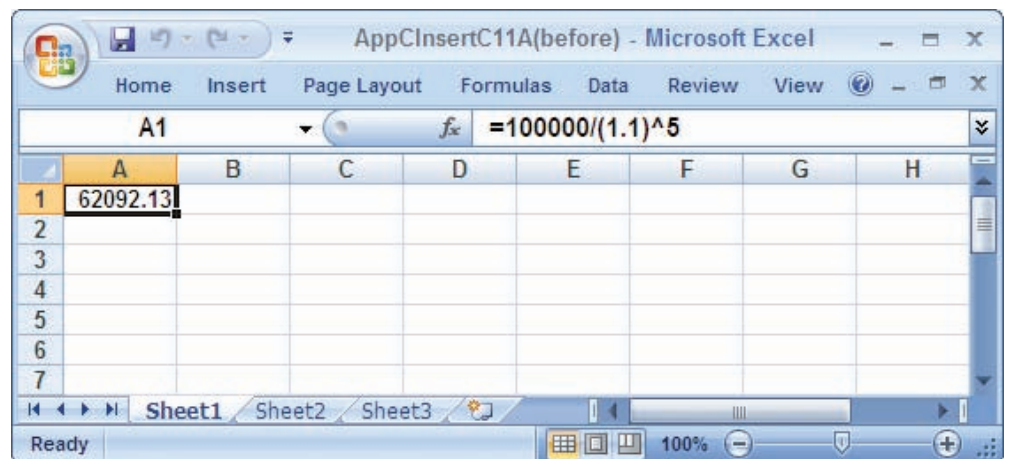 AppCInsertC11A(before) - Microsoft Excel
Home Insert Page Layout Formulas Data Review View
A1 fx =100000/(1.1)^5
A B C D E F G H
1 62092.13
2
3
4
5
6
7
Sheet1 Sheet2 Sheet3
Ready 100%